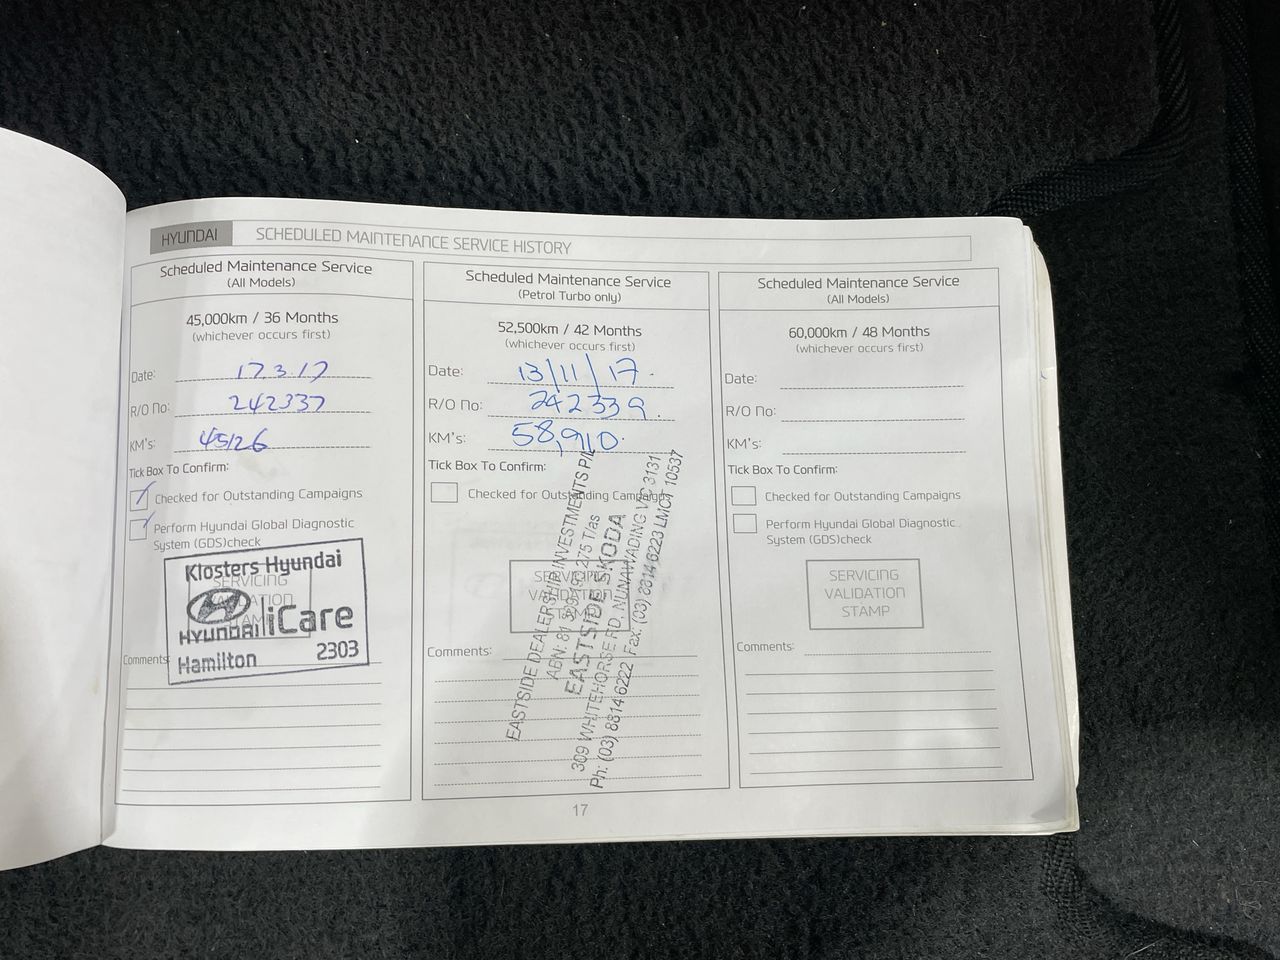 HYUNDAI SCHEDULED MAINTENANCE SERVICE HISTORY
Scheduled Maintenance Service
(All Models)
45,000km / 36 Months
(whichever occurs first)
Date: 17.3.17
R/O No: 242337
KM's: 45126
Tick Box To Confirm:
Checked for Outstanding Campaigns
Perform Hyundai Global Diagnostic
System (GDS)check
Klosters Hyundai
SERVICING
HYUNDAI iCare
Hamilton 2303
Comments:
Scheduled Maintenance Service
(Petrol Turbo only)
52,500km / 42 Months
(whichever occurs first)
Date: 13/11/17.
R/O No: 242339.
KM's: 58,910.
Tick Box To Confirm:
Checked for Outstanding Campaigns
EASTSIDE DEALERSHIP INVESTMENTS P/L
ABN: 81 275 T/as
EASTSIDE SKODA
309 WHITEHORSE RD, NUNAWADING VIC 3131
Ph: (03) 8814 6222 Fax: (03) 8814 6223 LMCT 10537
Comments:
Scheduled Maintenance Service
(All Models)
60,000km / 48 Months
(whichever occurs first)
Date:
R/O No:
KM's:
Tick Box To Confirm:
Checked for Outstanding Campaigns
Perform Hyundai Global Diagnostic
System (GDS)check
SERVICING
VALIDATION
STAMP
Comments:
17